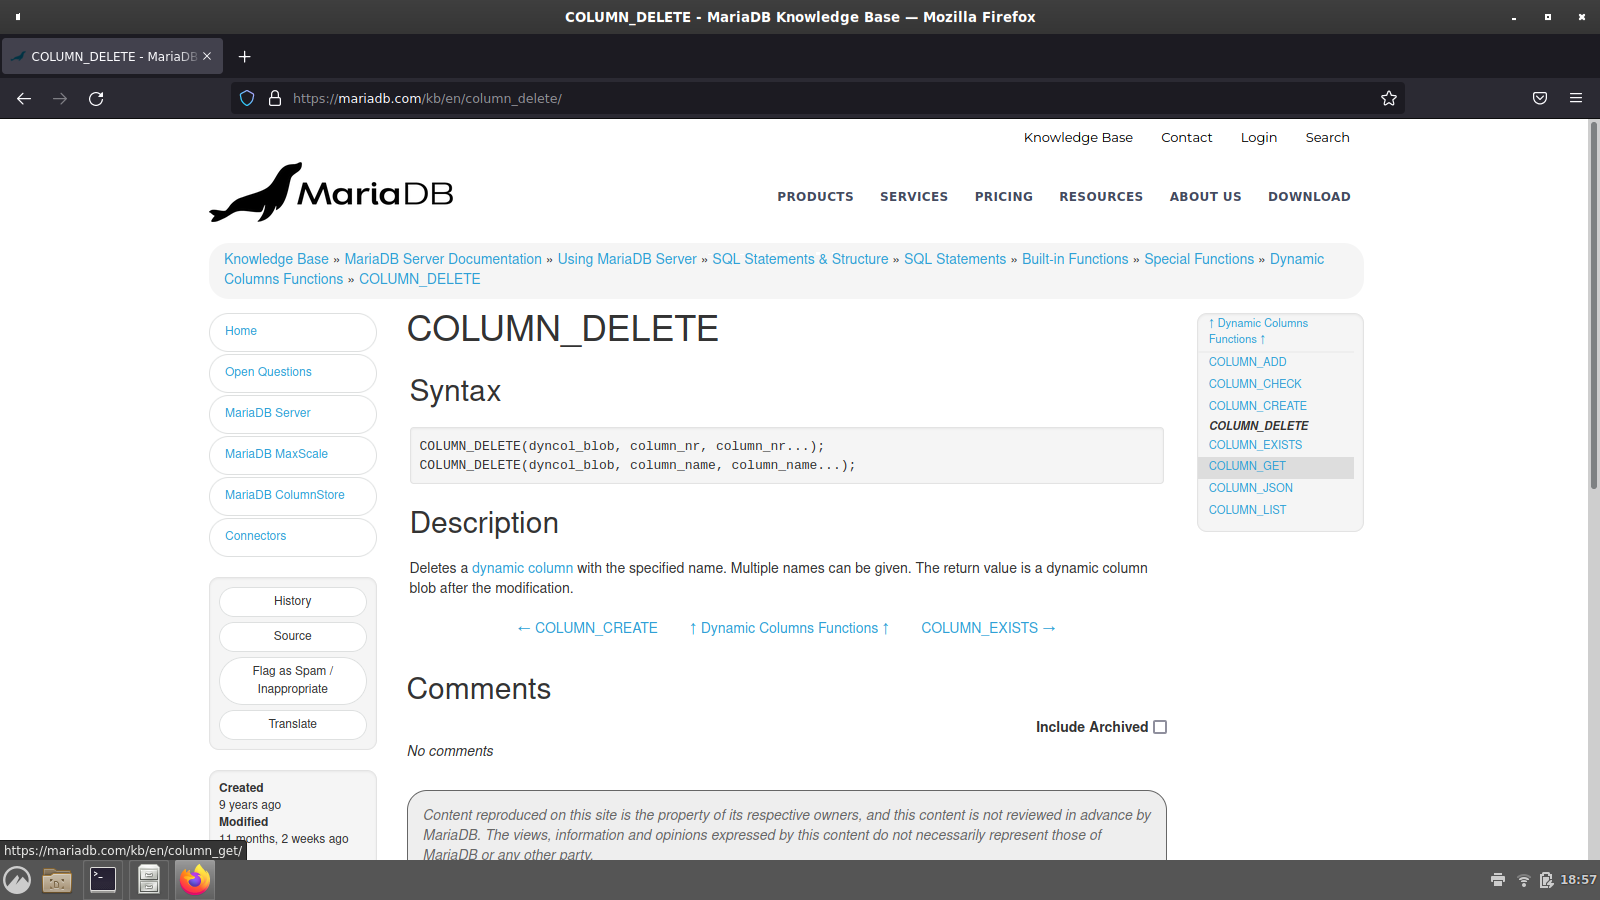 COLUMN_DELETE - MariaDB Knowledge Base — Mozilla Firefox
COLUMN_DELETE - MariaDB
https://mariadb.com/kb/en/column_delete/
Knowledge Base Contact Login Search
MariaDB
PRODUCTS SERVICES PRICING RESOURCES ABOUT US DOWNLOAD
Knowledge Base » MariaDB Server Documentation » Using MariaDB Server » SQL Statements & Structure » SQL Statements » Built-in Functions » Special Functions » Dynamic
Columns Functions » COLUMN_DELETE
Home
Open Questions
MariaDB Server
MariaDB MaxScale
MariaDB ColumnStore
Connectors
History
Source
Flag as Spam /
Inappropriate
Translate
Created
9 years ago
Modified
11 months, 2 weeks ago
COLUMN_DELETE
Syntax
COLUMN_DELETE(dyncol_blob, column_nr, column_nr...);
COLUMN_DELETE(dyncol_blob, column_name, column_name...);
Description
Deletes a dynamic column with the specified name. Multiple names can be given. The return value is a dynamic column
blob after the modification.
← COLUMN_CREATE ↑ Dynamic Columns Functions ↑ COLUMN_EXISTS →
Comments
Include Archived
No comments
Content reproduced on this site is the property of its respective owners, and this content is not reviewed in advance by
MariaDB. The views, information and opinions expressed by this content do not necessarily represent those of
MariaDB or any other party.
↑ Dynamic Columns
Functions ↑
COLUMN_ADD
COLUMN_CHECK
COLUMN_CREATE
COLUMN_DELETE
COLUMN_EXISTS
COLUMN_GET
COLUMN_JSON
COLUMN_LIST
https://mariadb.com/kb/en/column_get/
18:57